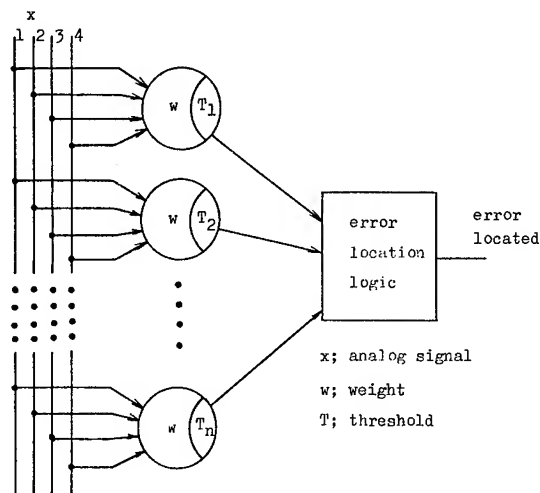 x
1 2 3 4
w T1
w T2
w Tn
error
location
logic
error
located
x; analog signal
w; weight
T; threshold